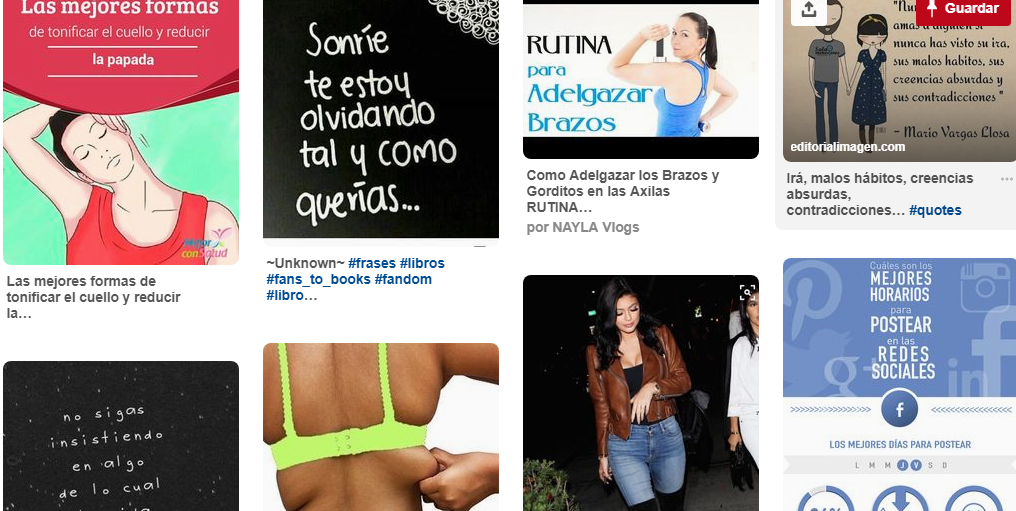 Las mejores formas
de tonificar el cuello y reducir
la papada
mejor
conSalud
Las mejores formas de
tonificar el cuello y reducir
la…
no sigas
insistiendo
en algo
de lo cual
Sonríe
te estoy
olvidando
tal y como
querías...
~Unknown~ #frases #libros
#fans_to_books #fandom
#libro…
RUTINA
para
Adelgazar
Brazos
Como Adelgazar los Brazos y
Gorditos en las Axilas
RUTINA…
por NAYLA Vlogs
Guardar
amas a alguien si
nunca has visto su ira,
sus malos habitos, sus
creencias absurdas y
sus contradicciones "
- Mario Vargas Llosa
editorialimagen.com
Irá, malos hábitos, creencias
absurdas,
contradicciones… #quotes
Cuáles son los
MEJORES
HORARIOS
para
POSTEAR
en las
REDES
SOCIALES
LOS MEJORES DÍAS PARA POSTEAR
L M M J V S D